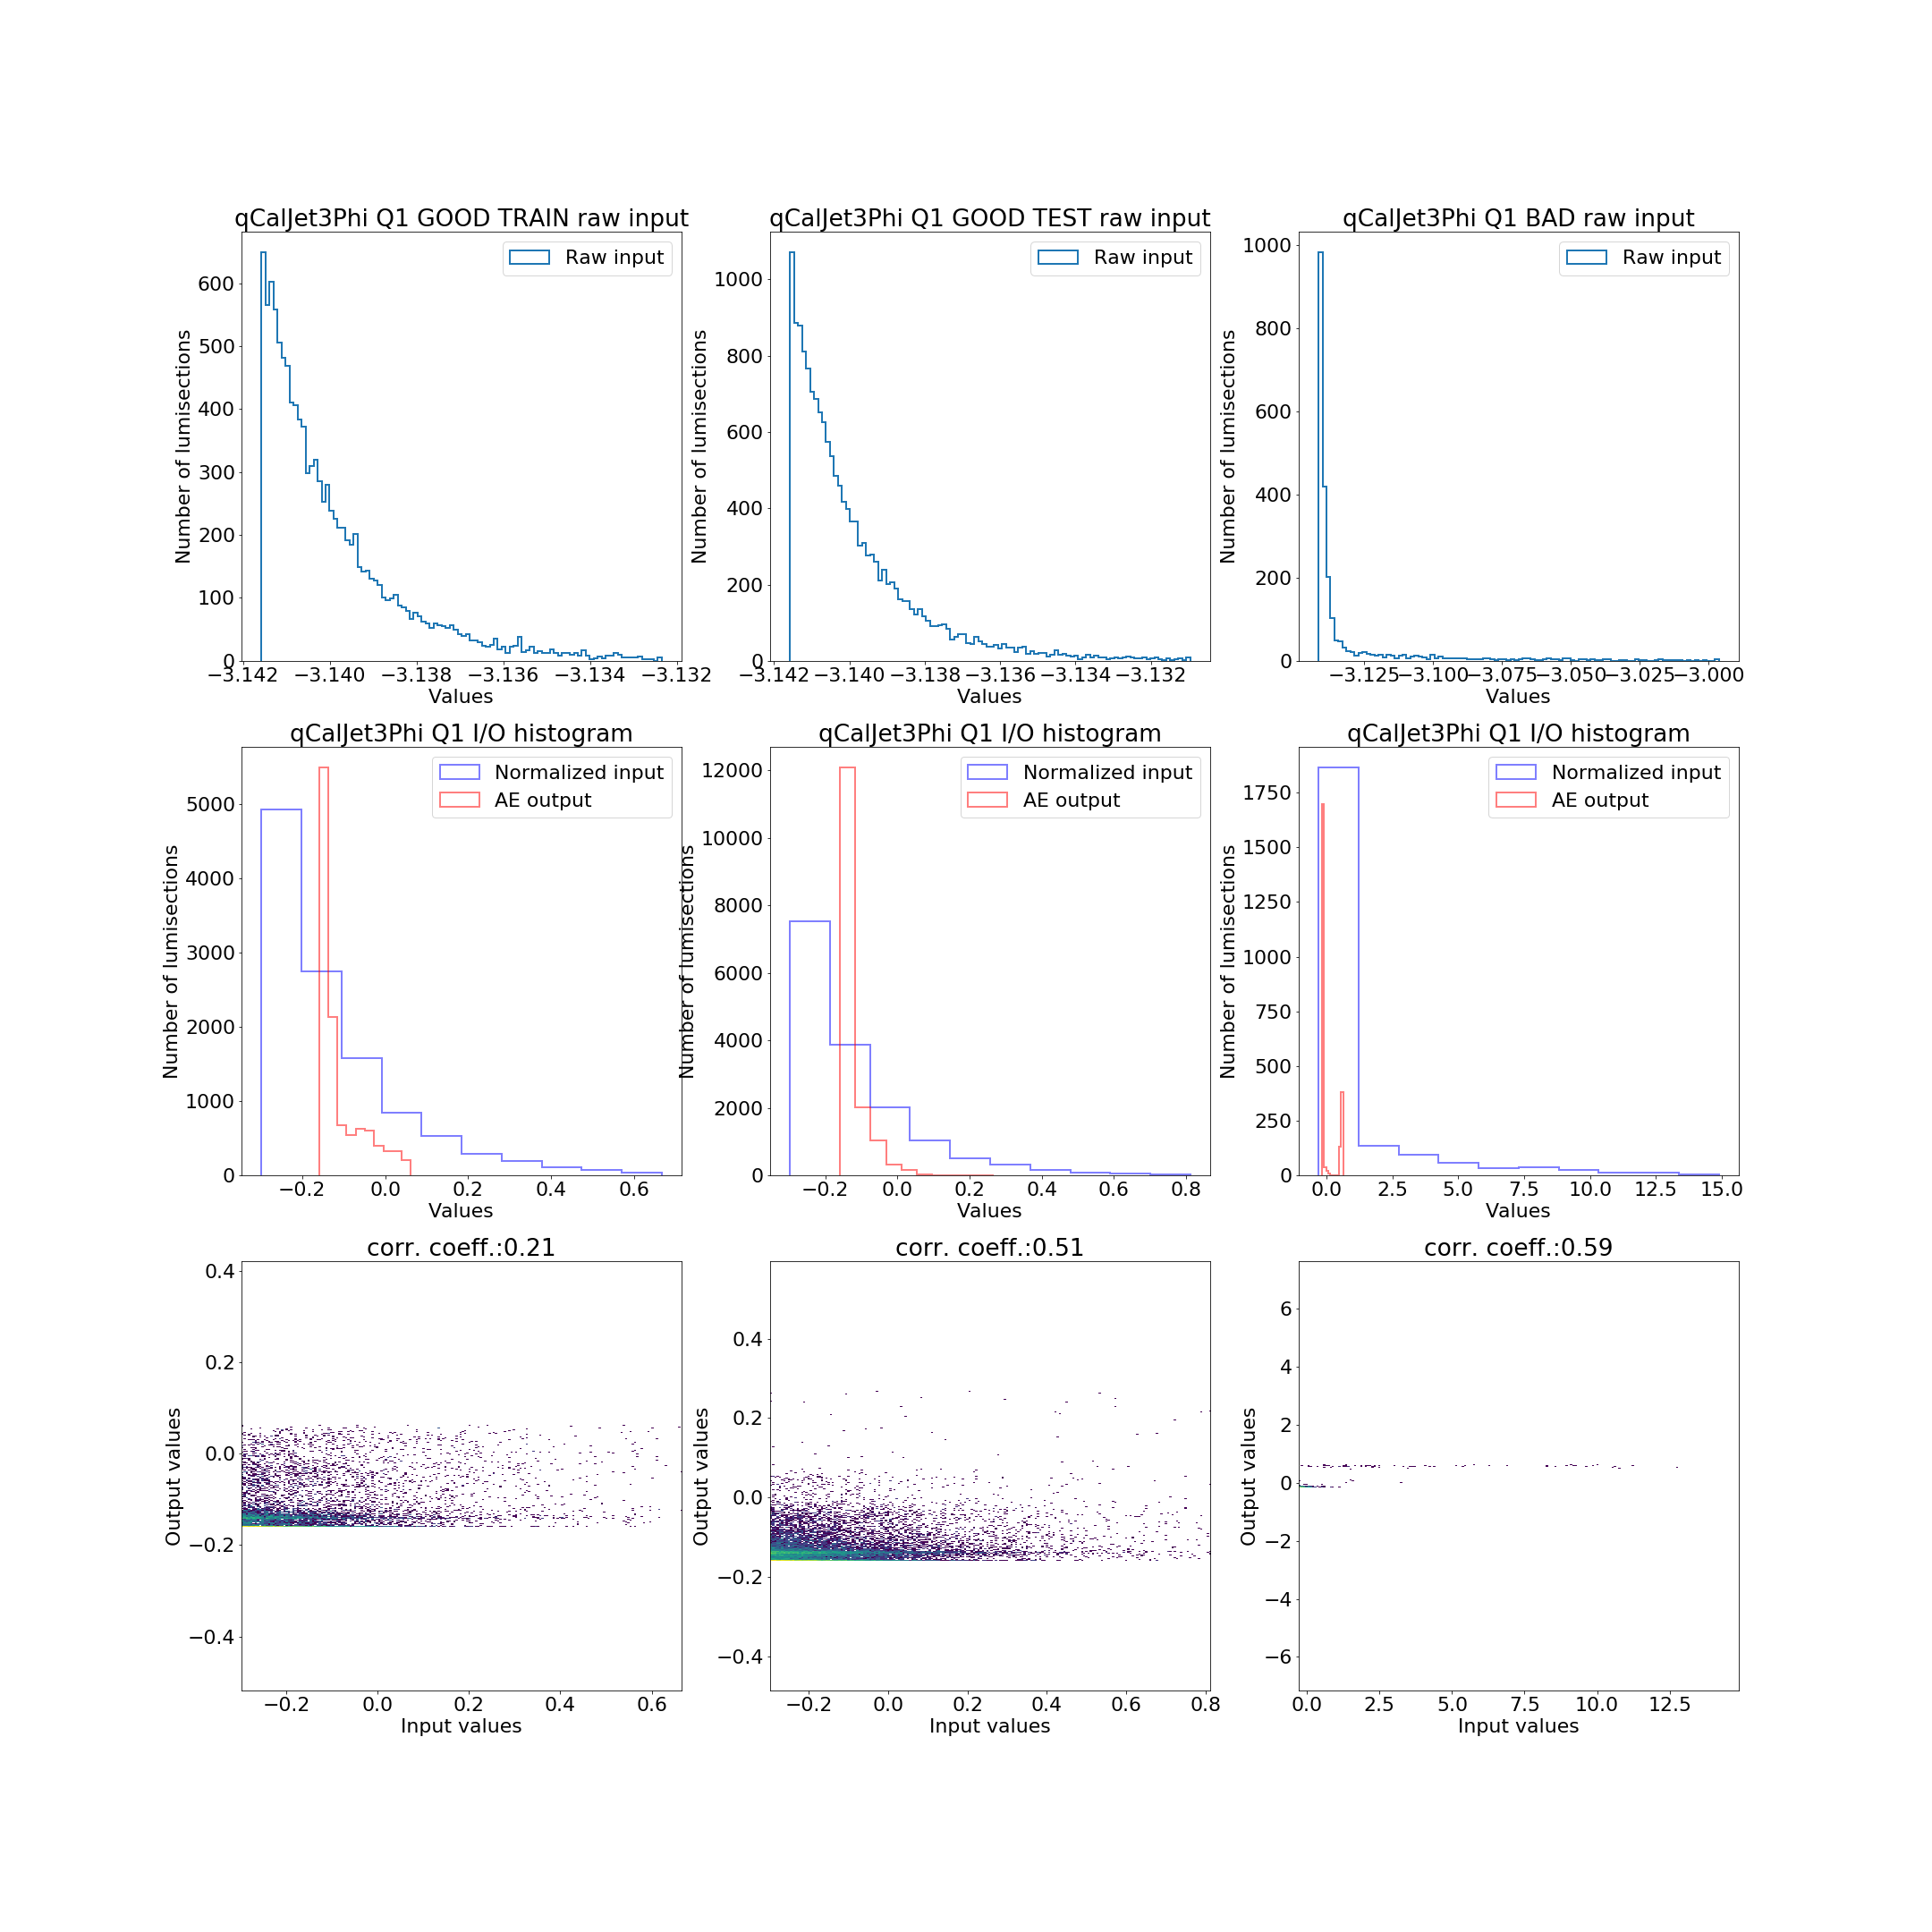 qCalJet3Phi Q1 GOOD TRAIN raw input
Raw input
Number of lumisections
600
500
400
300
200
100
0
−3.142 −3.140 −3.138 −3.136 −3.134 −3.132
Values
qCalJet3Phi Q1 GOOD TEST raw input
Raw input
Number of lumisections
1000
800
600
400
200
0
−3.142 −3.140 −3.138 −3.136 −3.134 −3.132
Values
qCalJet3Phi Q1 BAD raw input
Raw input
Number of lumisections
1000
800
600
400
200
0
−3.125 −3.100 −3.075 −3.050 −3.025 −3.000
Values
qCalJet3Phi Q1 I/O histogram
Normalized input
AE output
Number of lumisections
5000
4000
3000
2000
1000
0
−0.2 0.0 0.2 0.4 0.6
Values
qCalJet3Phi Q1 I/O histogram
Normalized input
AE output
Number of lumisections
12000
10000
8000
6000
4000
2000
0
−0.2 0.0 0.2 0.4 0.6 0.8
Values
qCalJet3Phi Q1 I/O histogram
Normalized input
AE output
Number of lumisections
1750
1500
1250
1000
750
500
250
0
0.0 2.5 5.0 7.5 10.0 12.5 15.0
Values
corr. coeff.:0.21
Output values
0.4
0.2
0.0
−0.2
−0.4
−0.2 0.0 0.2 0.4 0.6
Input values
corr. coeff.:0.51
Output values
0.4
0.2
0.0
−0.2
−0.4
−0.2 0.0 0.2 0.4 0.6 0.8
Input values
corr. coeff.:0.59
Output values
6
4
2
0
−2
−4
−6
0.0 2.5 5.0 7.5 10.0 12.5
Input values